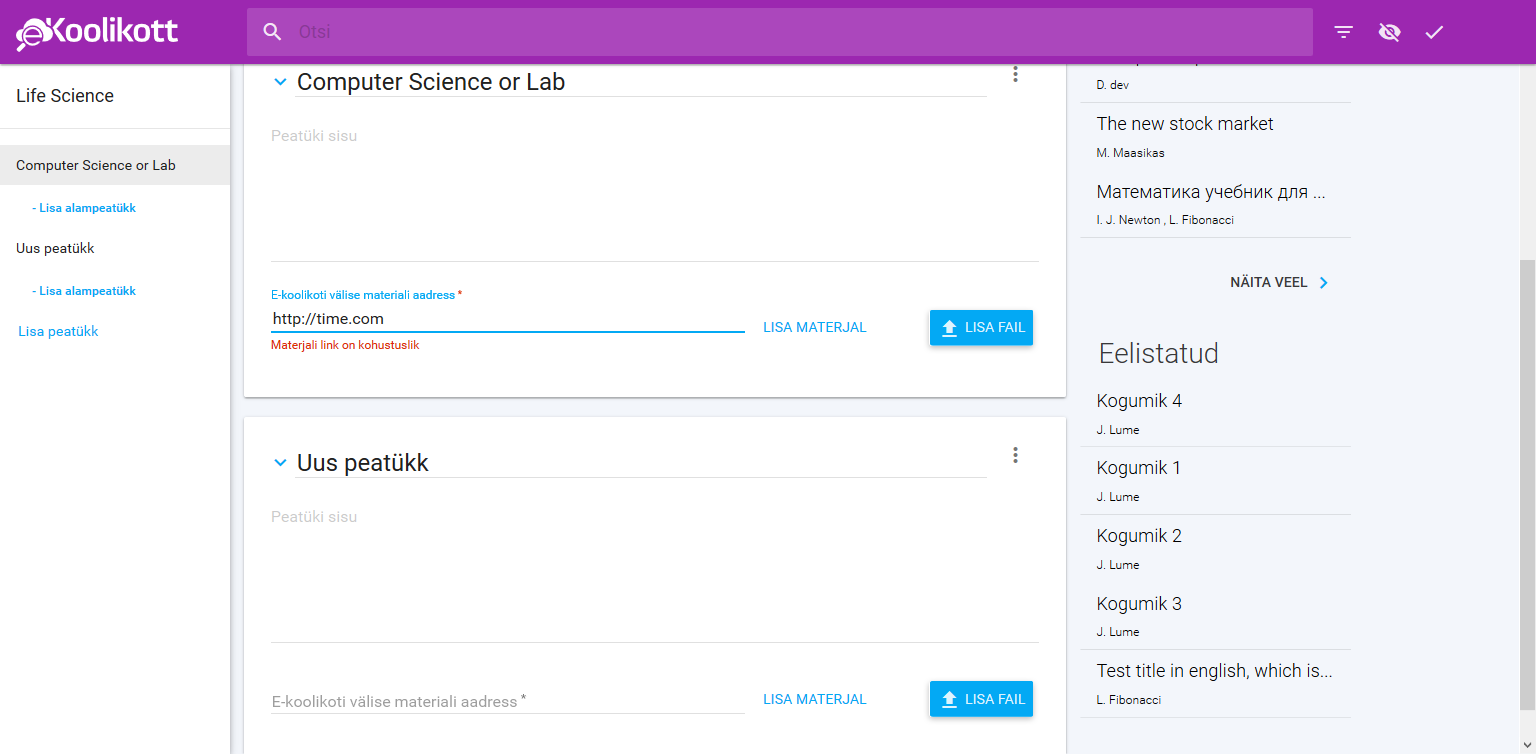 eKoolikott
Otsi
Life Science
Computer Science or Lab
- Lisa alampeatükk
Uus peatükk
- Lisa alampeatükk
Lisa peatükk
Computer Science or Lab
Peatüki sisu
E-koolikoti välise materiali aadress *
http://time.com
Materjali link on kohustuslik
LISA MATERJAL
LISA FAIL
Uus peatükk
Peatüki sisu
E-koolikoti välise materiali aadress *
LISA MATERJAL
LISA FAIL
D. dev
The new stock market
M. Maasikas
Математика учебник для ...
I. J. Newton , L. Fibonacci
NÄITA VEEL
Eelistatud
Kogumik 4
J. Lume
Kogumik 1
J. Lume
Kogumik 2
J. Lume
Kogumik 3
J. Lume
Test title in english, which is...
L. Fibonacci